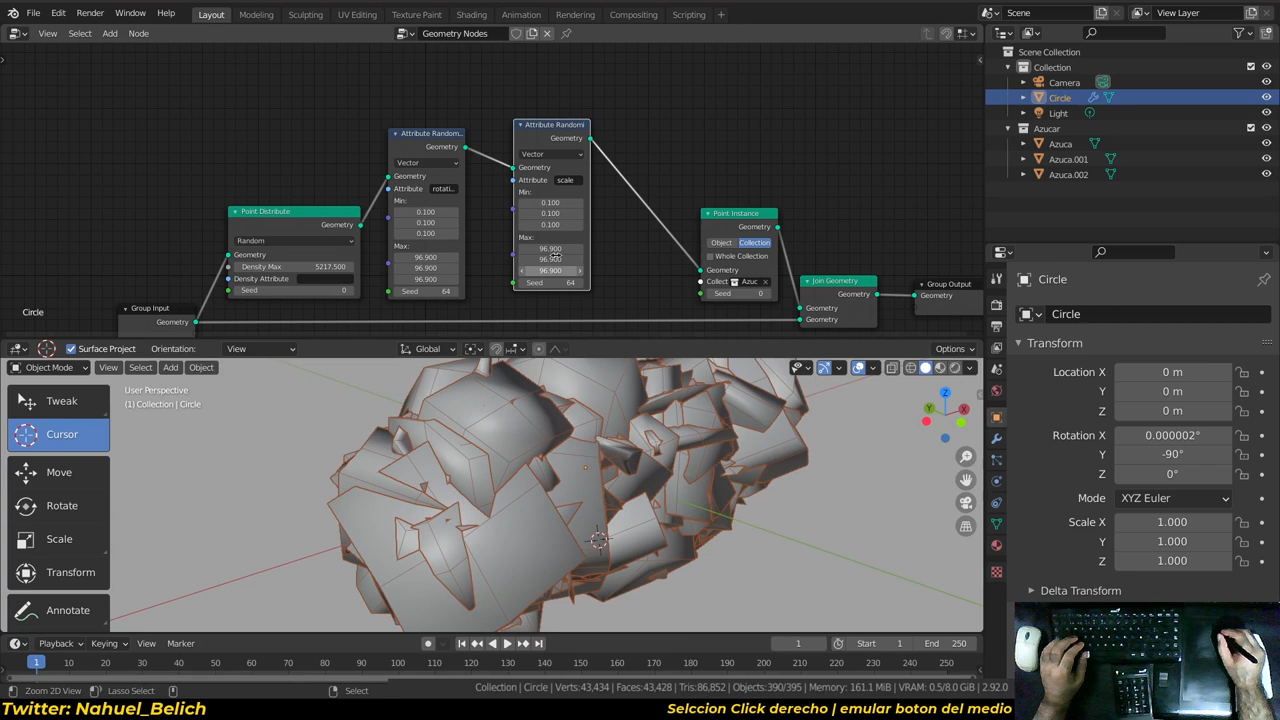 File Edit Render Window Help
Layout Modeling Sculpting UV Editing Texture Paint Shading Animation Rendering Compositing Scripting +
Scene View Layer
View Select Add Node Geometry Nodes
Scene Collection
Collection
Camera
Circle
Light
Azucar
Azuca
Azuca.001
Azuca.002
Attribute Randomi
Geometry
Vector
Geometry
Attribute scale
Min:
0.100
0.100
0.100
Max:
96.900
96.900
96.900
Seed 64
Attribute Random..
Geometry
Vector
Geometry
Attribute rotati..
Min:
0.100
0.100
0.100
Max:
96.900
96.900
96.900
Seed 64
Point Distribute
Geometry
Random
Geometry
Density Max 5217.500
Density Attribute
Seed 0
Point Instance
Geometry
Object Collection
Whole Collection
Geometry
Collect Azuc
Seed 0
Join Geometry
Geometry
Geometry
Geometry
Group Output
Geometry
Group Input
Geometry
Circle
Surface Project Orientation: View Global Options
Object Mode View Select Add Object
User Perspective
(1) Collection | Circle
Tweak
Cursor
Move
Rotate
Scale
Transform
Annotate
Z
Y
X
Circle
Circle
Transform
Location X 0 m
Y 0 m
Z 0 m
Rotation X 0.000002°
Y -90°
Z 0°
Mode XYZ Euler
Scale X 1.000
Y 1.000
Z 1.000
Delta Transform
Playback Keying View Marker 1 Start 1 End 250
1 10 20 30 40 50 60 70 80 90 100 110 120 130 140 150 160 170 180 190 200 210 220 230 240 250
Zoom 2D View Lasso Select Select Collection | Circle | Verts:43,434 | Faces:43,428 | Tris:86,852 | Objects:390/395 | Memory: 161.1 MiB | VRAM: 0.5/8.0 GiB | 2.92.0
Twitter: Nahuel_Belich Selccion Click derecho | emular boton del medio